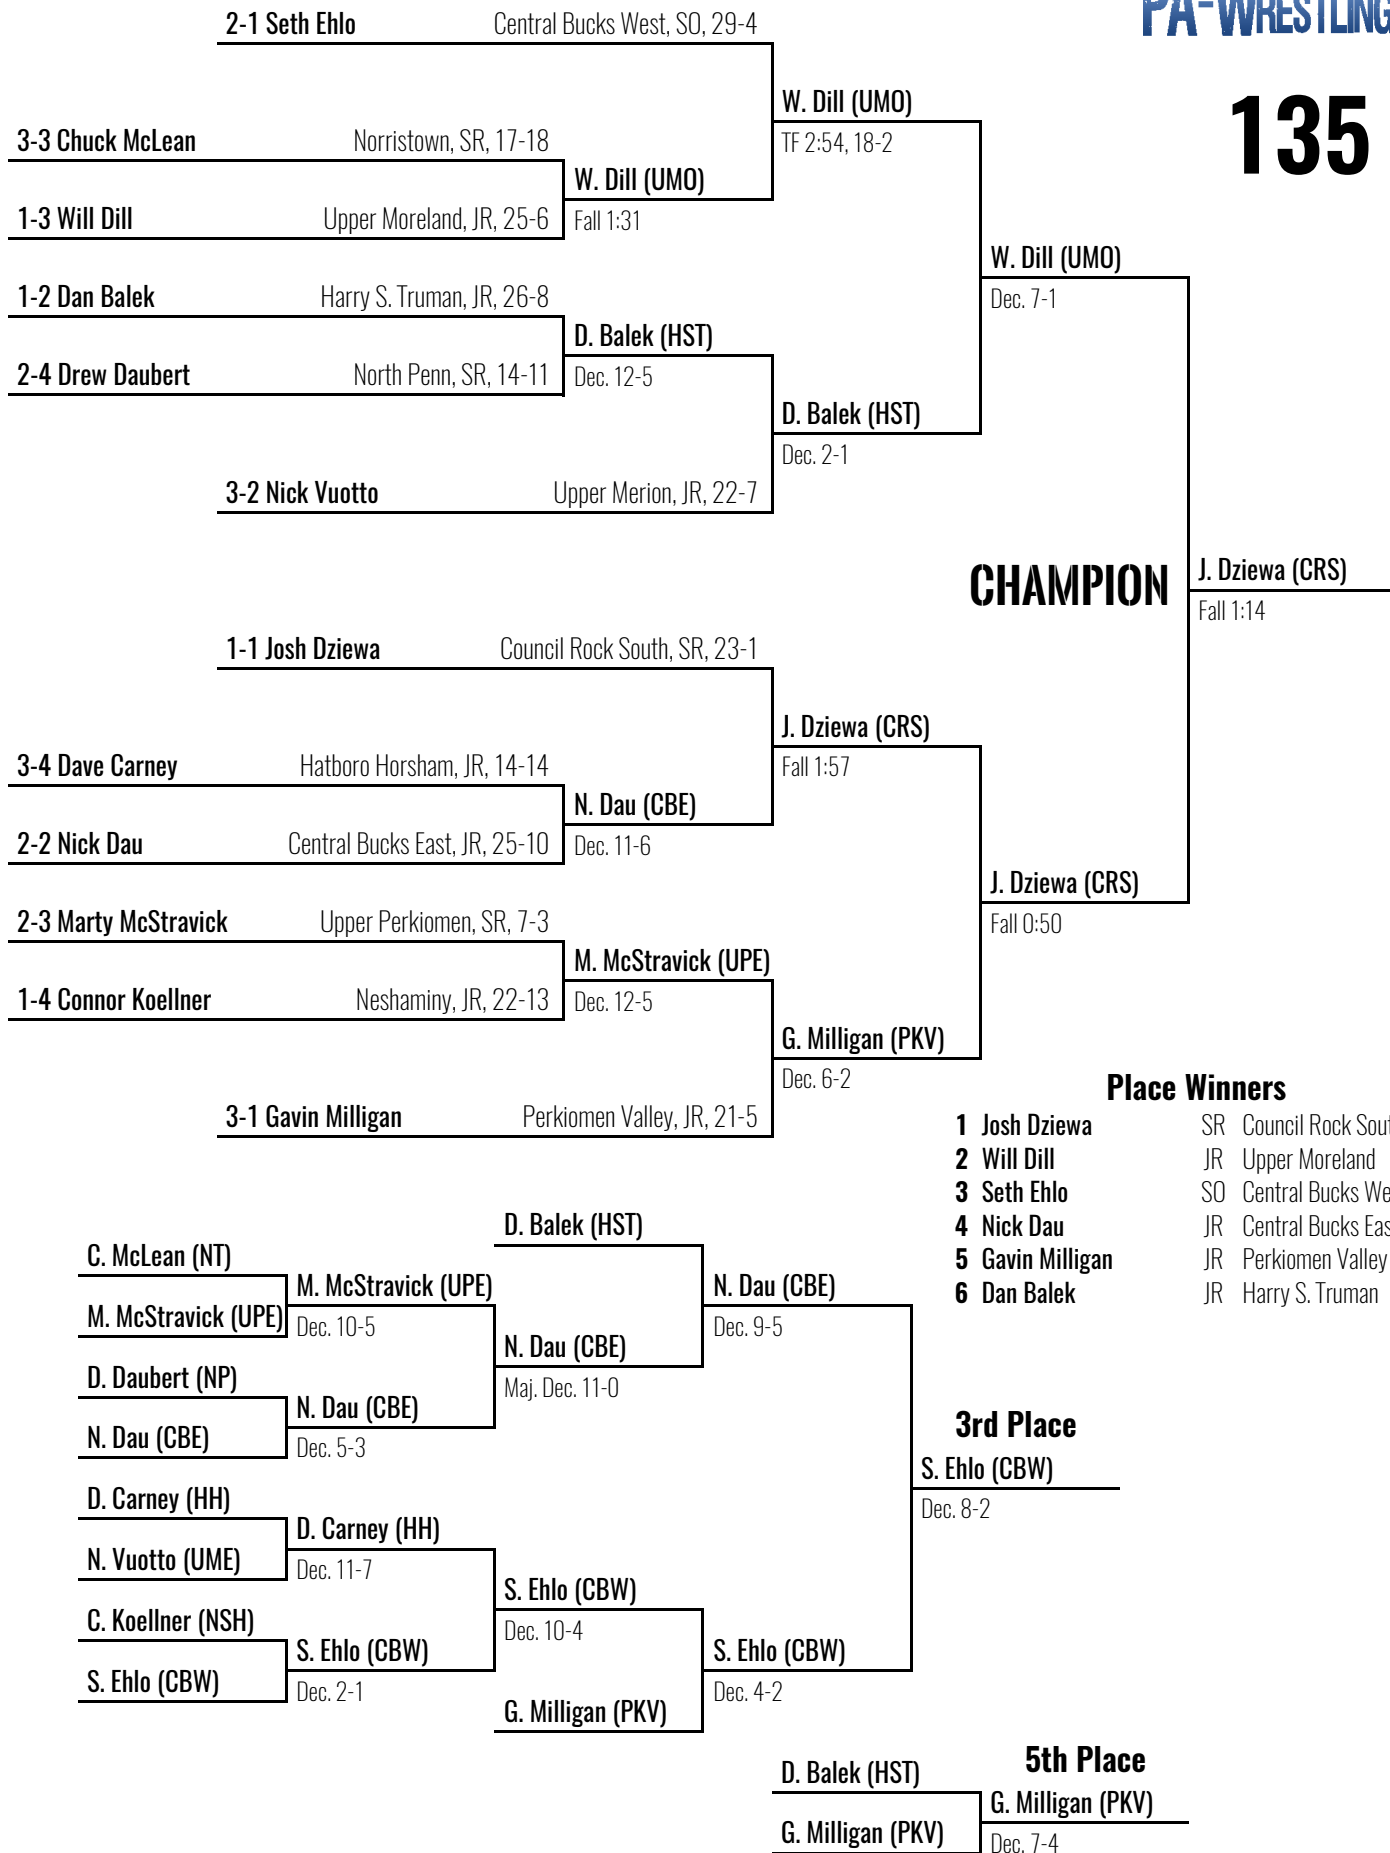 PA-WRESTLING
135
2-1 Seth Ehlo Central Bucks West, SO, 29-4
W. Dill (UMO)
TF 2:54, 18-2
3-3 Chuck McLean Norristown, SR, 17-18
W. Dill (UMO)
Fall 1:31
1-3 Will Dill Upper Moreland, JR, 25-6
W. Dill (UMO)
Dec. 7-1
1-2 Dan Balek Harry S. Truman, JR, 26-8
D. Balek (HST)
Dec. 12-5
2-4 Drew Daubert North Penn, SR, 14-11
D. Balek (HST)
Dec. 2-1
3-2 Nick Vuotto Upper Merion, JR, 22-7
CHAMPION
J. Dziewa (CRS)
Fall 1:14
1-1 Josh Dziewa Council Rock South, SR, 23-1
J. Dziewa (CRS)
Fall 1:57
3-4 Dave Carney Hatboro Horsham, JR, 14-14
N. Dau (CBE)
Dec. 11-6
2-2 Nick Dau Central Bucks East, JR, 25-10
J. Dziewa (CRS)
Fall 0:50
2-3 Marty McStravick Upper Perkiomen, SR, 7-3
M. McStravick (UPE)
Dec. 12-5
1-4 Connor Koellner Neshaminy, JR, 22-13
G. Milligan (PKV)
Dec. 6-2
3-1 Gavin Milligan Perkiomen Valley, JR, 21-5
Place Winners
1 Josh Dziewa SR Council Rock Sout
2 Will Dill JR Upper Moreland
3 Seth Ehlo SO Central Bucks We
4 Nick Dau JR Central Bucks Eas
5 Gavin Milligan JR Perkiomen Valley
6 Dan Balek JR Harry S. Truman
D. Balek (HST)
C. McLean (NT)
M. McStravick (UPE)
Dec. 10-5
M. McStravick (UPE)
N. Dau (CBE)
Dec. 9-5
N. Dau (CBE)
Maj. Dec. 11-0
D. Daubert (NP)
N. Dau (CBE)
Dec. 5-3
N. Dau (CBE)
3rd Place
S. Ehlo (CBW)
Dec. 8-2
D. Carney (HH)
D. Carney (HH)
Dec. 11-7
N. Vuotto (UME)
S. Ehlo (CBW)
Dec. 10-4
C. Koellner (NSH)
S. Ehlo (CBW)
Dec. 2-1
S. Ehlo (CBW)
S. Ehlo (CBW)
Dec. 4-2
G. Milligan (PKV)
5th Place
D. Balek (HST)
G. Milligan (PKV)
Dec. 7-4
G. Milligan (PKV)